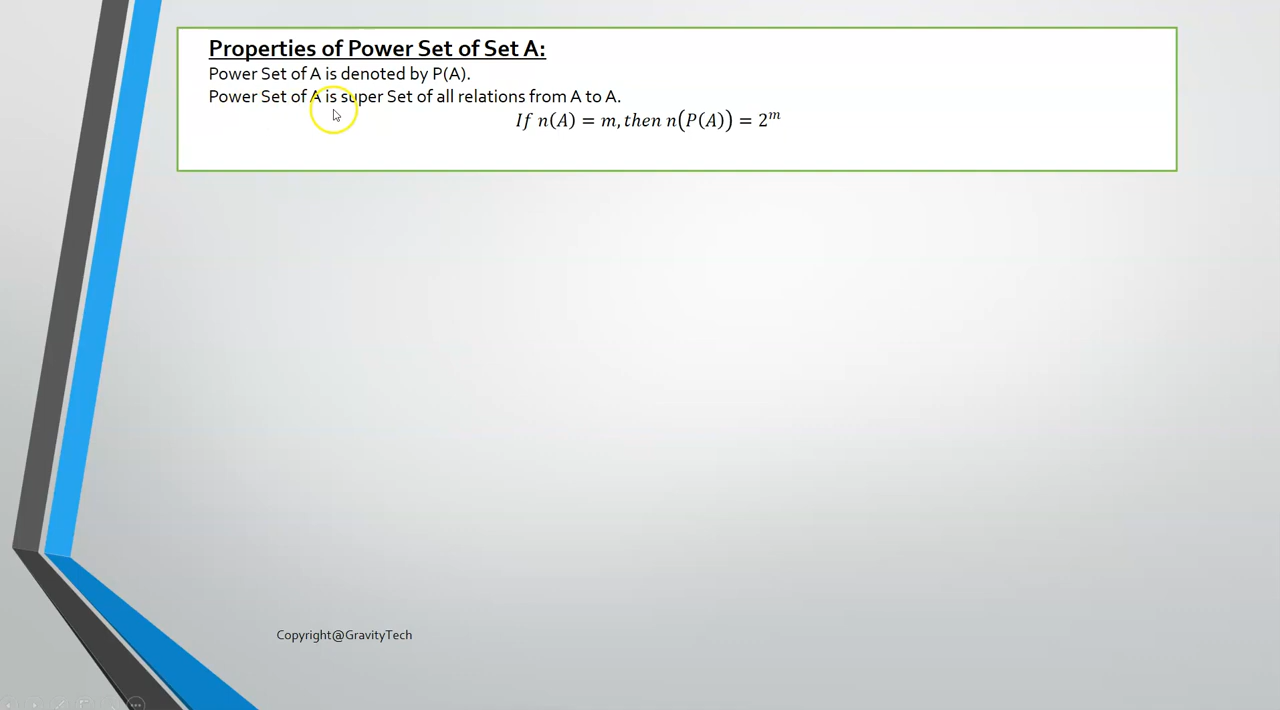 Properties of Power Set of Set A:
Power Set of A is denoted by P(A).
Power Set of A is super Set of all relations from A to A.
If n(A) = m, then n(P(A)) = 2ᵐ
Copyright@GravityTech